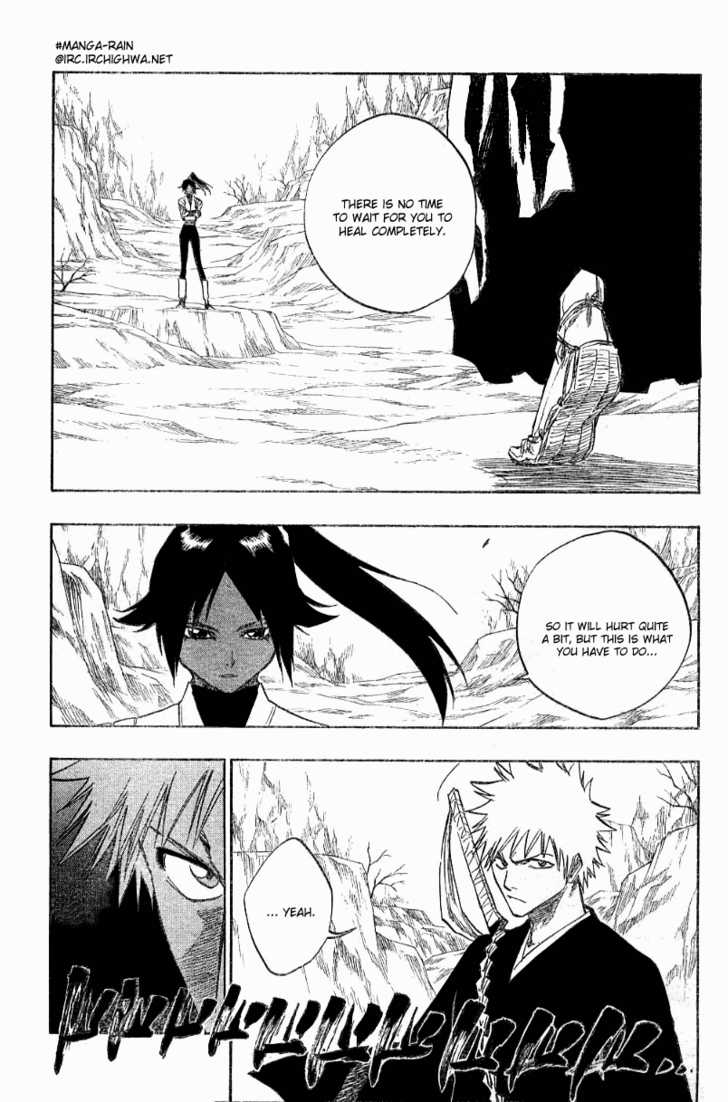 #MANGA-RAIN
@IRC.IRCHIGHWA.NET
THERE IS NO TIME
TO WAIT FOR YOU TO
HEAL COMPLETELY.
SO IT WILL HURT QUITE
A BIT, BUT THIS IS WHAT
YOU HAVE TO DO...
... YEAH.